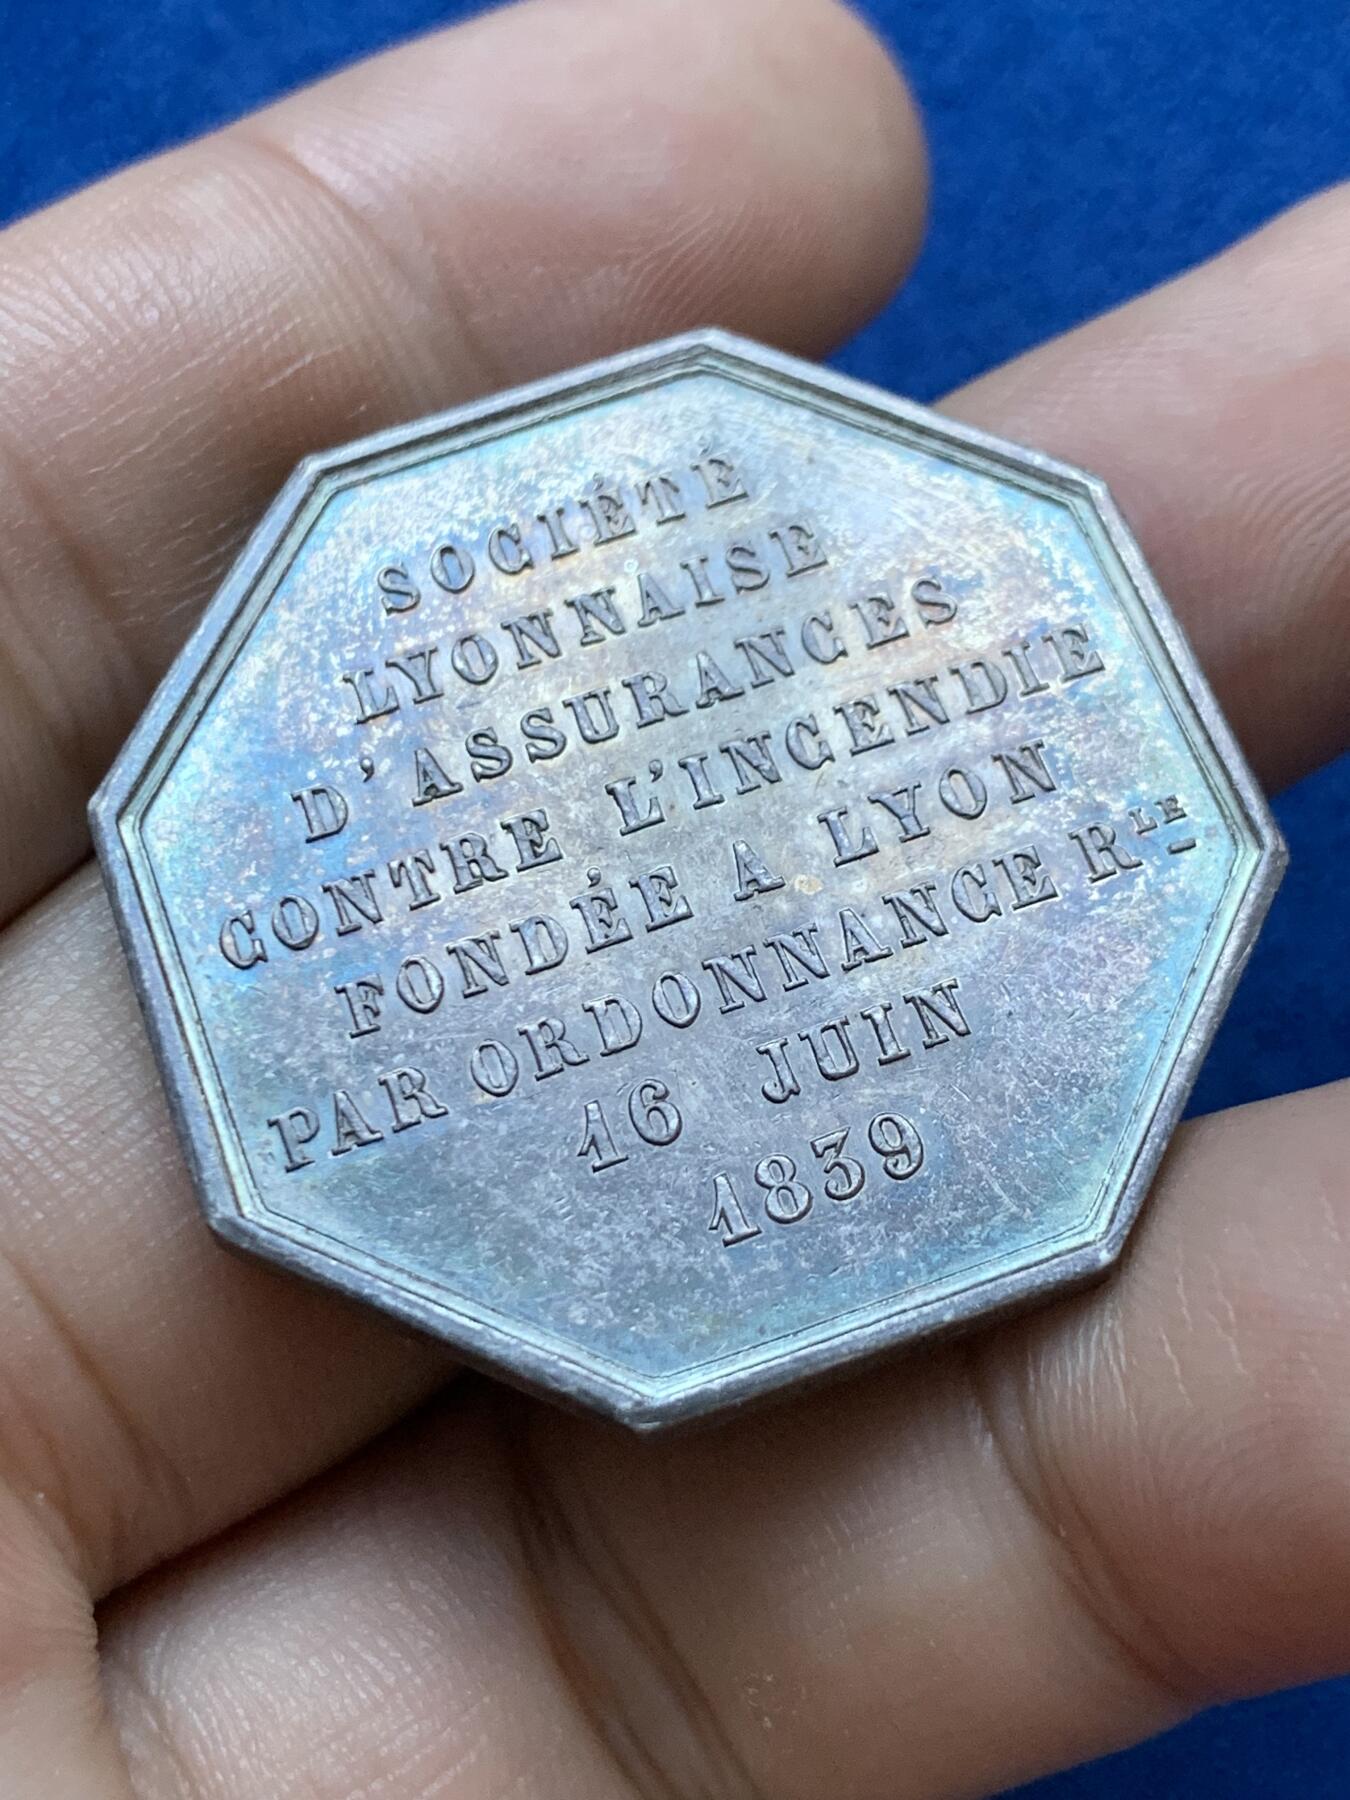 SOCIÉTÉ
LYONNAISE
D'ASSURANCES
CONTRE L'INCENDIE
FONDÉE A LYON
PAR ORDONNANCE RLE
16 JUIN
1839